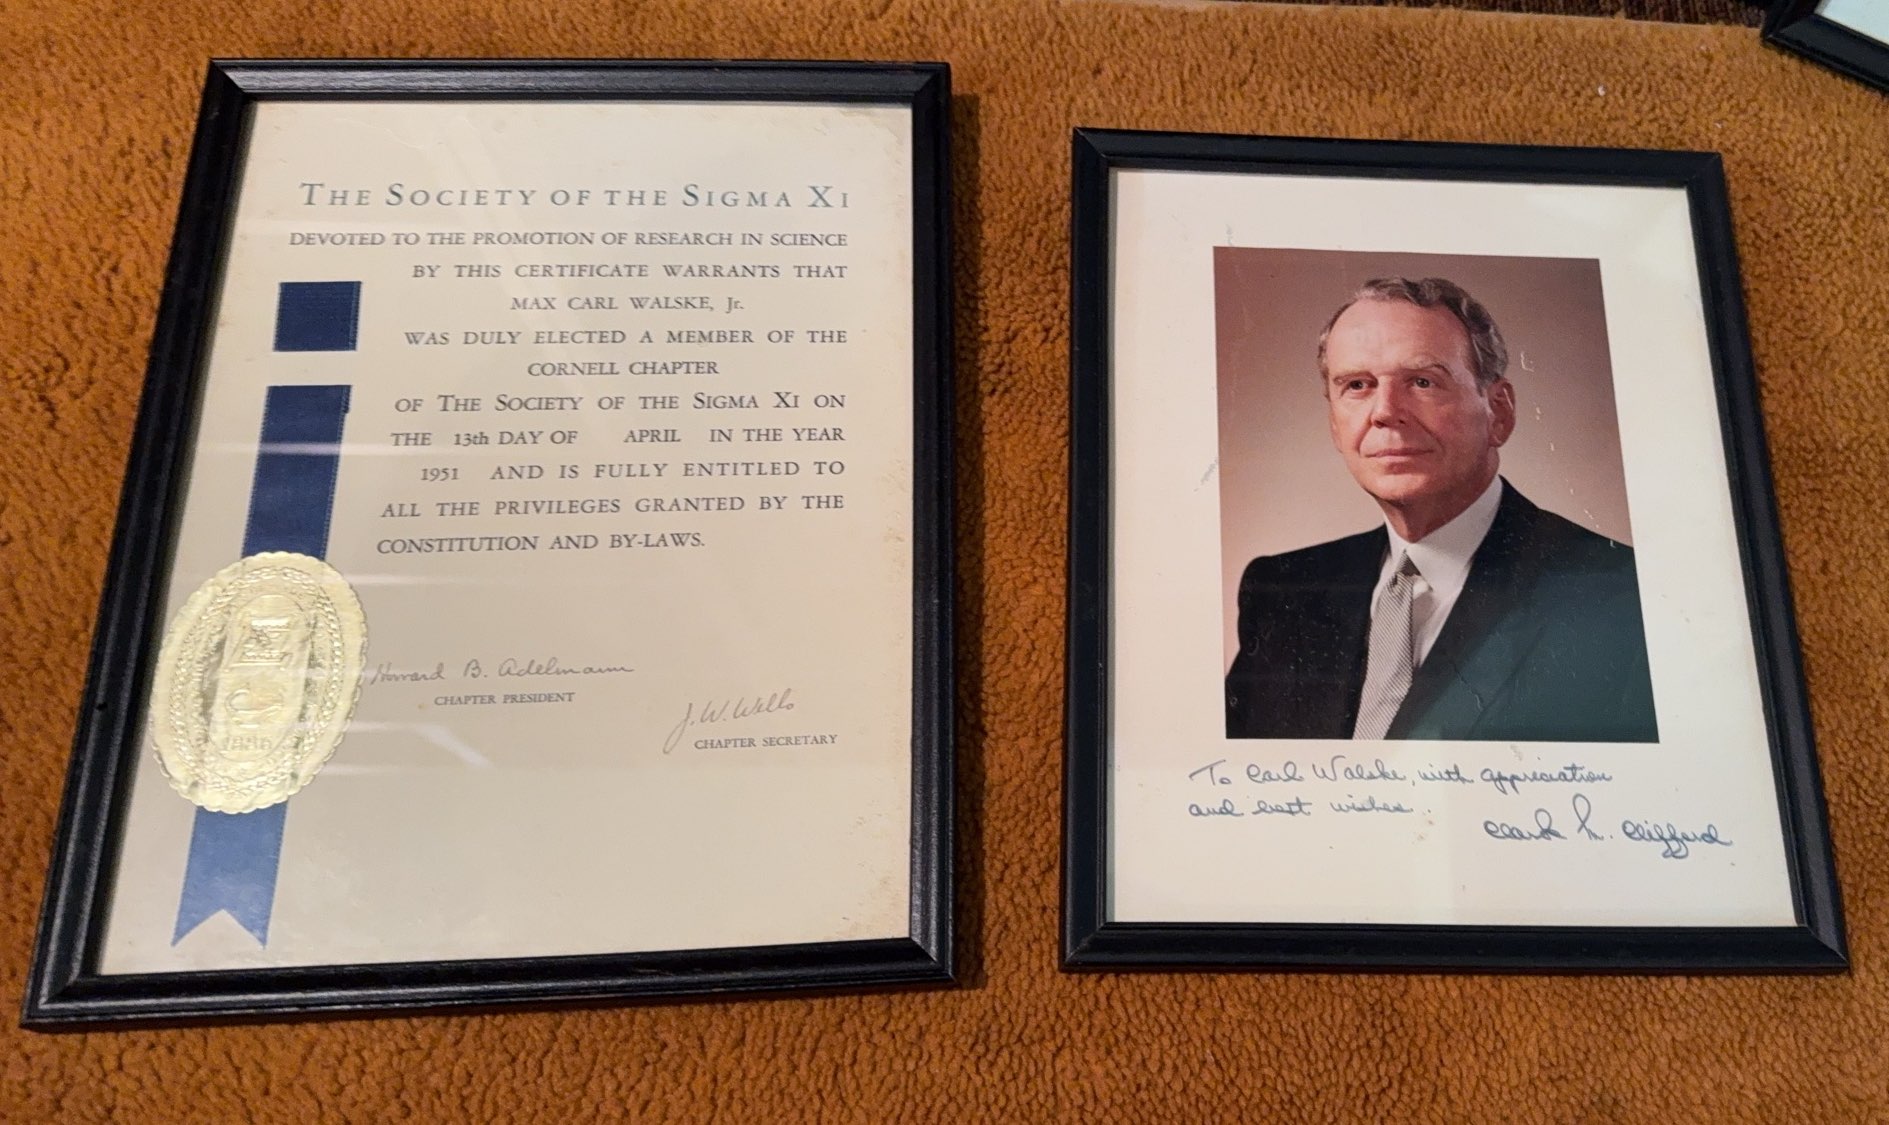 THE SOCIETY OF THE SIGMA XI
DEVOTED TO THE PROMOTION OF RESEARCH IN SCIENCE
BY THIS CERTIFICATE WARRANTS THAT
MAX CARL WALSKE, Jr.
WAS DULY ELECTED A MEMBER OF THE
CORNELL CHAPTER
OF THE SOCIETY OF THE SIGMA XI ON
THE 13th DAY OF APRIL IN THE YEAR
1951 AND IS FULLY ENTITLED TO
ALL THE PRIVILEGES GRANTED BY THE
CONSTITUTION AND BY-LAWS.
Howard B. Adelmann
CHAPTER PRESIDENT
J. W. Wells
CHAPTER SECRETARY
1886
To Carl Walske, with appreciation
and best wishes.
Clark M. Clifford